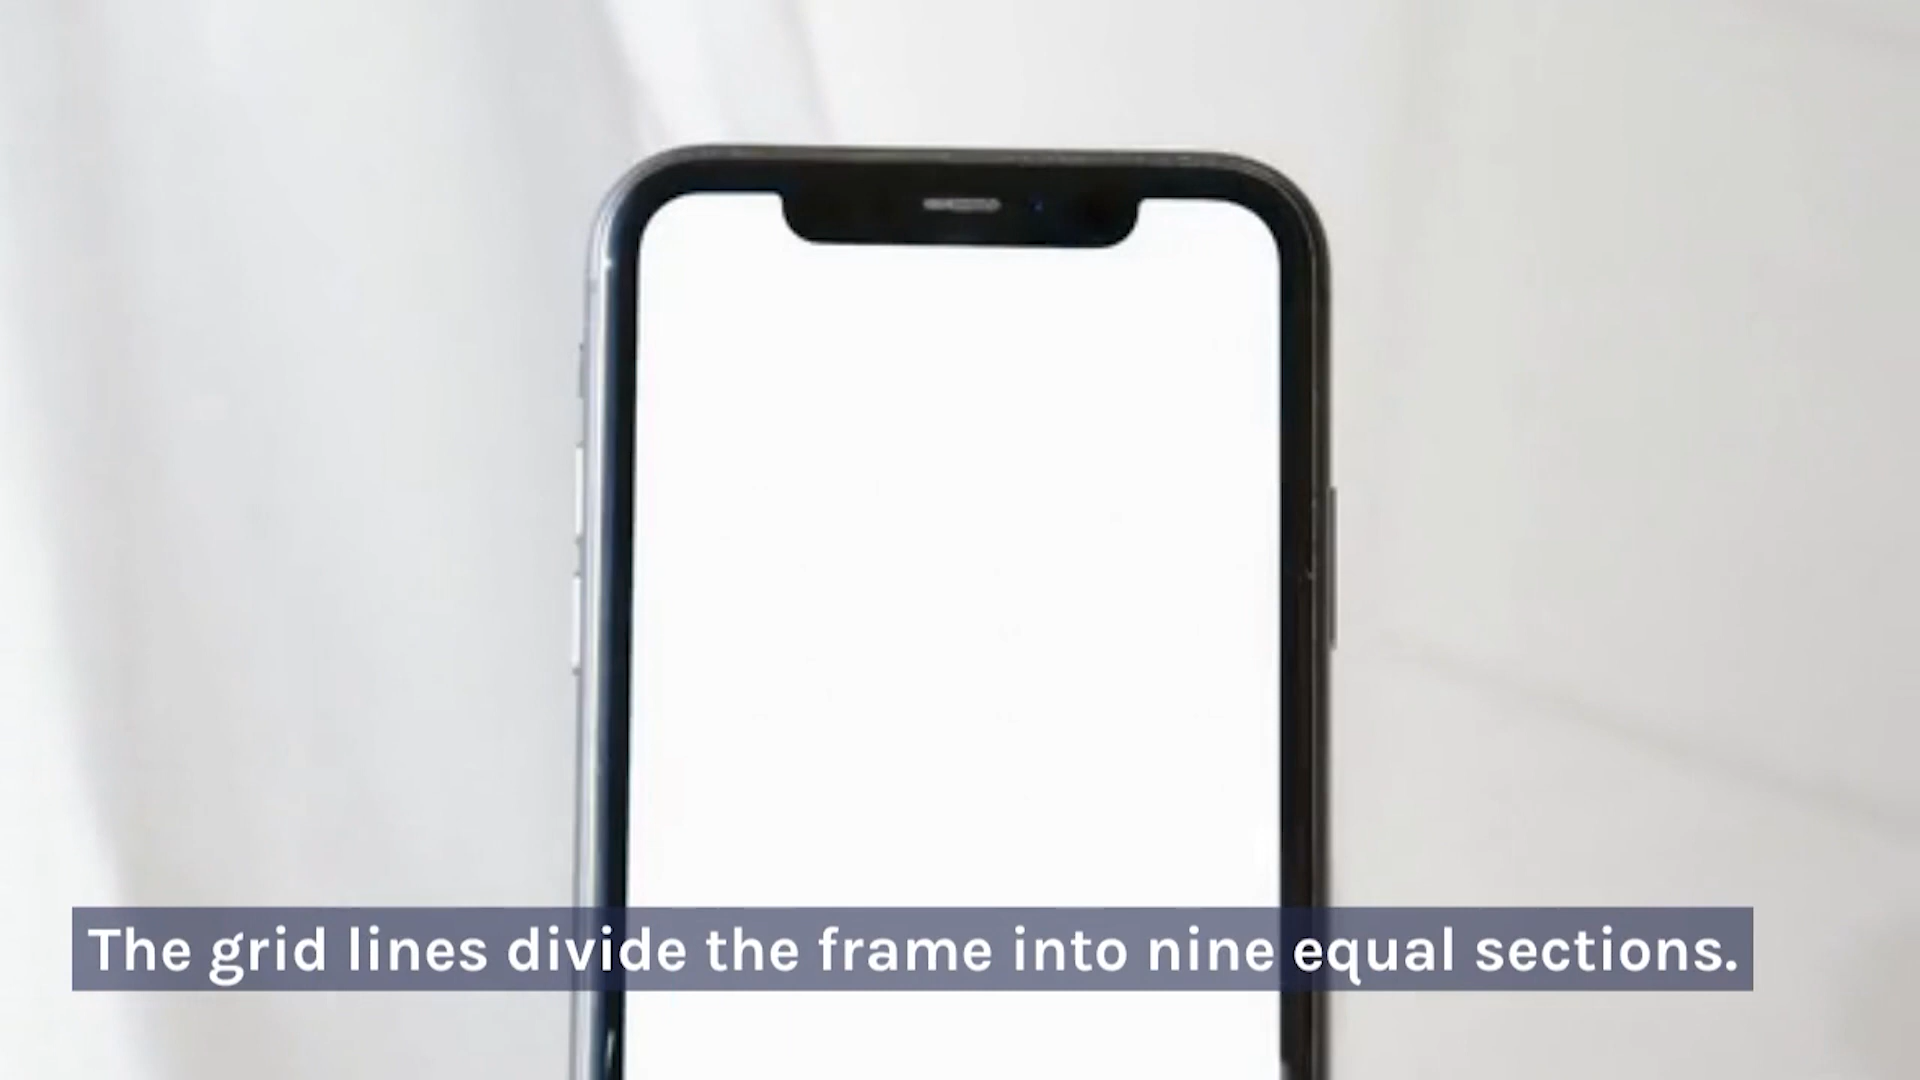 The grid lines divide the frame into nine equal sections.